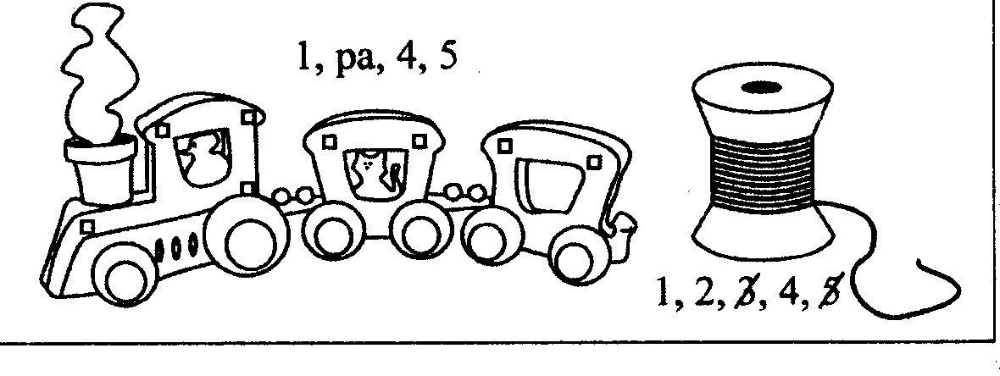 1, pa, 4, 5
1, 2, 3, 4, 5